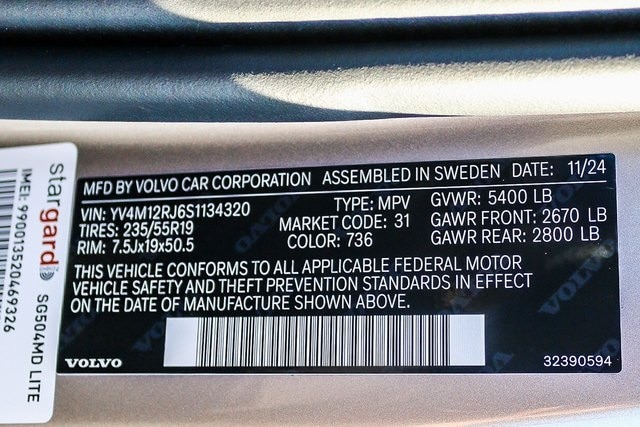 stargard
IMEI: 990013520469326
SG504MD LITE
MFD BY VOLVO CAR CORPORATION ASSEMBLED IN SWEDEN DATE: 11/24
VIN: YV4M12RJ6S1134320 TYPE: MPV GVWR: 5400 LB
TIRES: 235/55R19 MARKET CODE: 31 GAWR FRONT: 2670 LB
RIM: 7.5Jx19x50.5 COLOR: 736 GAWR REAR: 2800 LB
THIS VEHICLE CONFORMS TO ALL APPLICABLE FEDERAL MOTOR
VEHICLE SAFETY AND THEFT PREVENTION STANDARDS IN EFFECT
ON THE DATE OF MANUFACTURE SHOWN ABOVE.
VOLVO 32390594